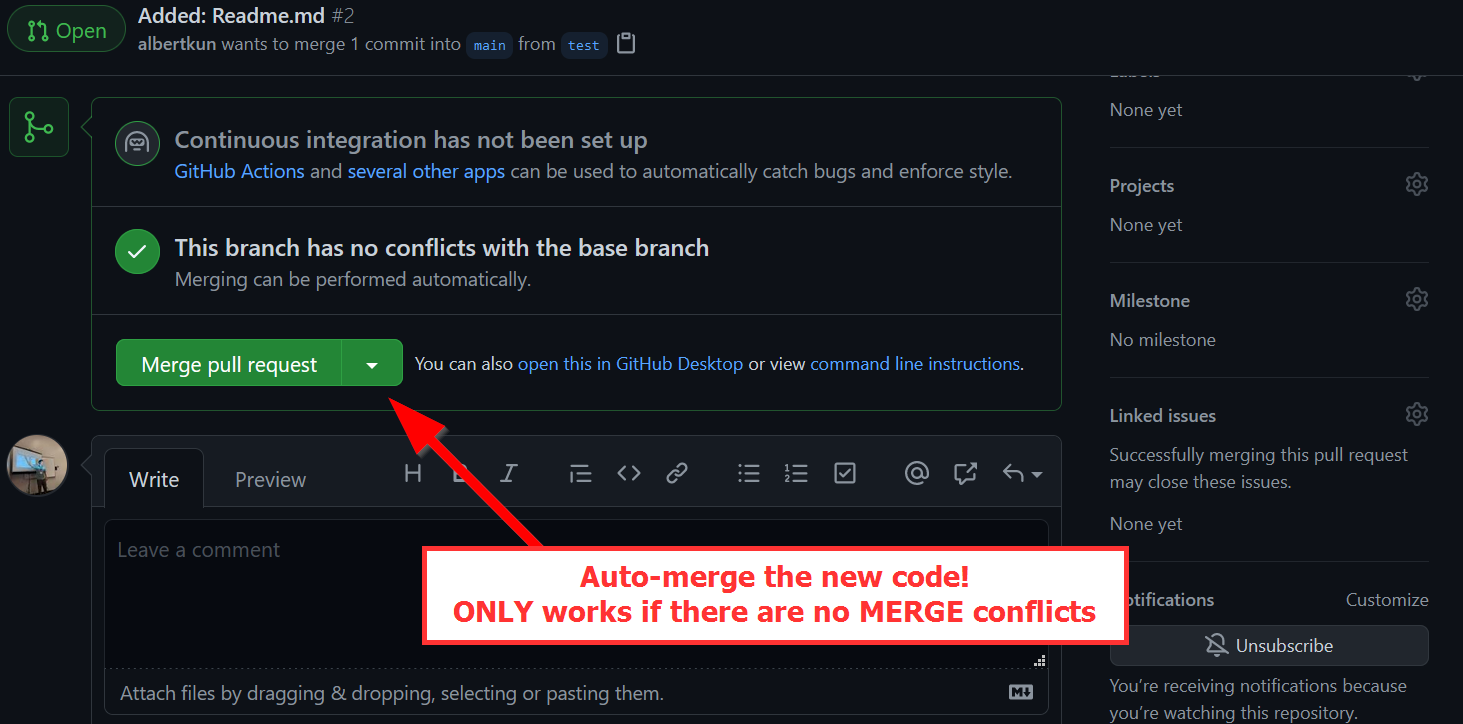 Open
Added: Readme.md #2
albertkun wants to merge 1 commit into main from test
Continuous integration has not been set up
GitHub Actions and several other apps can be used to automatically catch bugs and enforce style.
This branch has no conflicts with the base branch
Merging can be performed automatically.
Merge pull request
You can also open this in GitHub Desktop or view command line instructions.
Write
Preview
H
B
I
Leave a comment
Auto-merge the new code!
ONLY works if there are no MERGE conflicts
Attach files by dragging & dropping, selecting or pasting them.
Labels
None yet
Projects
None yet
Milestone
No milestone
Linked issues
Successfully merging this pull request
may close these issues.
None yet
otifications
Customize
Unsubscribe
You’re receiving notifications because
you’re watching this repository.